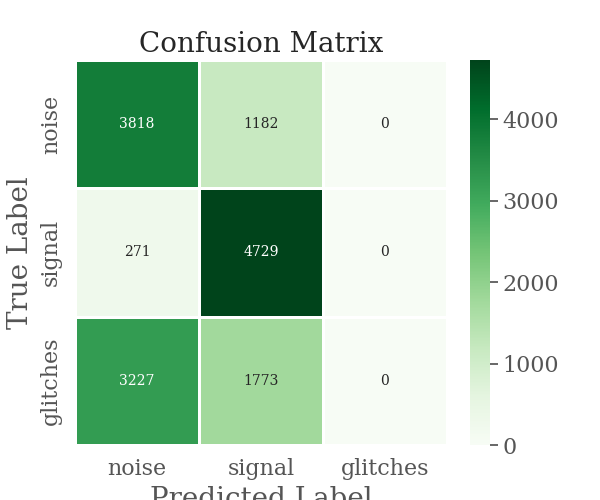 Confusion Matrix
True Label
noise 3818 1182 0
signal 271 4729 0
glitches 3227 1773 0
noise signal glitches
Predicted Label
4000
3000
2000
1000
0